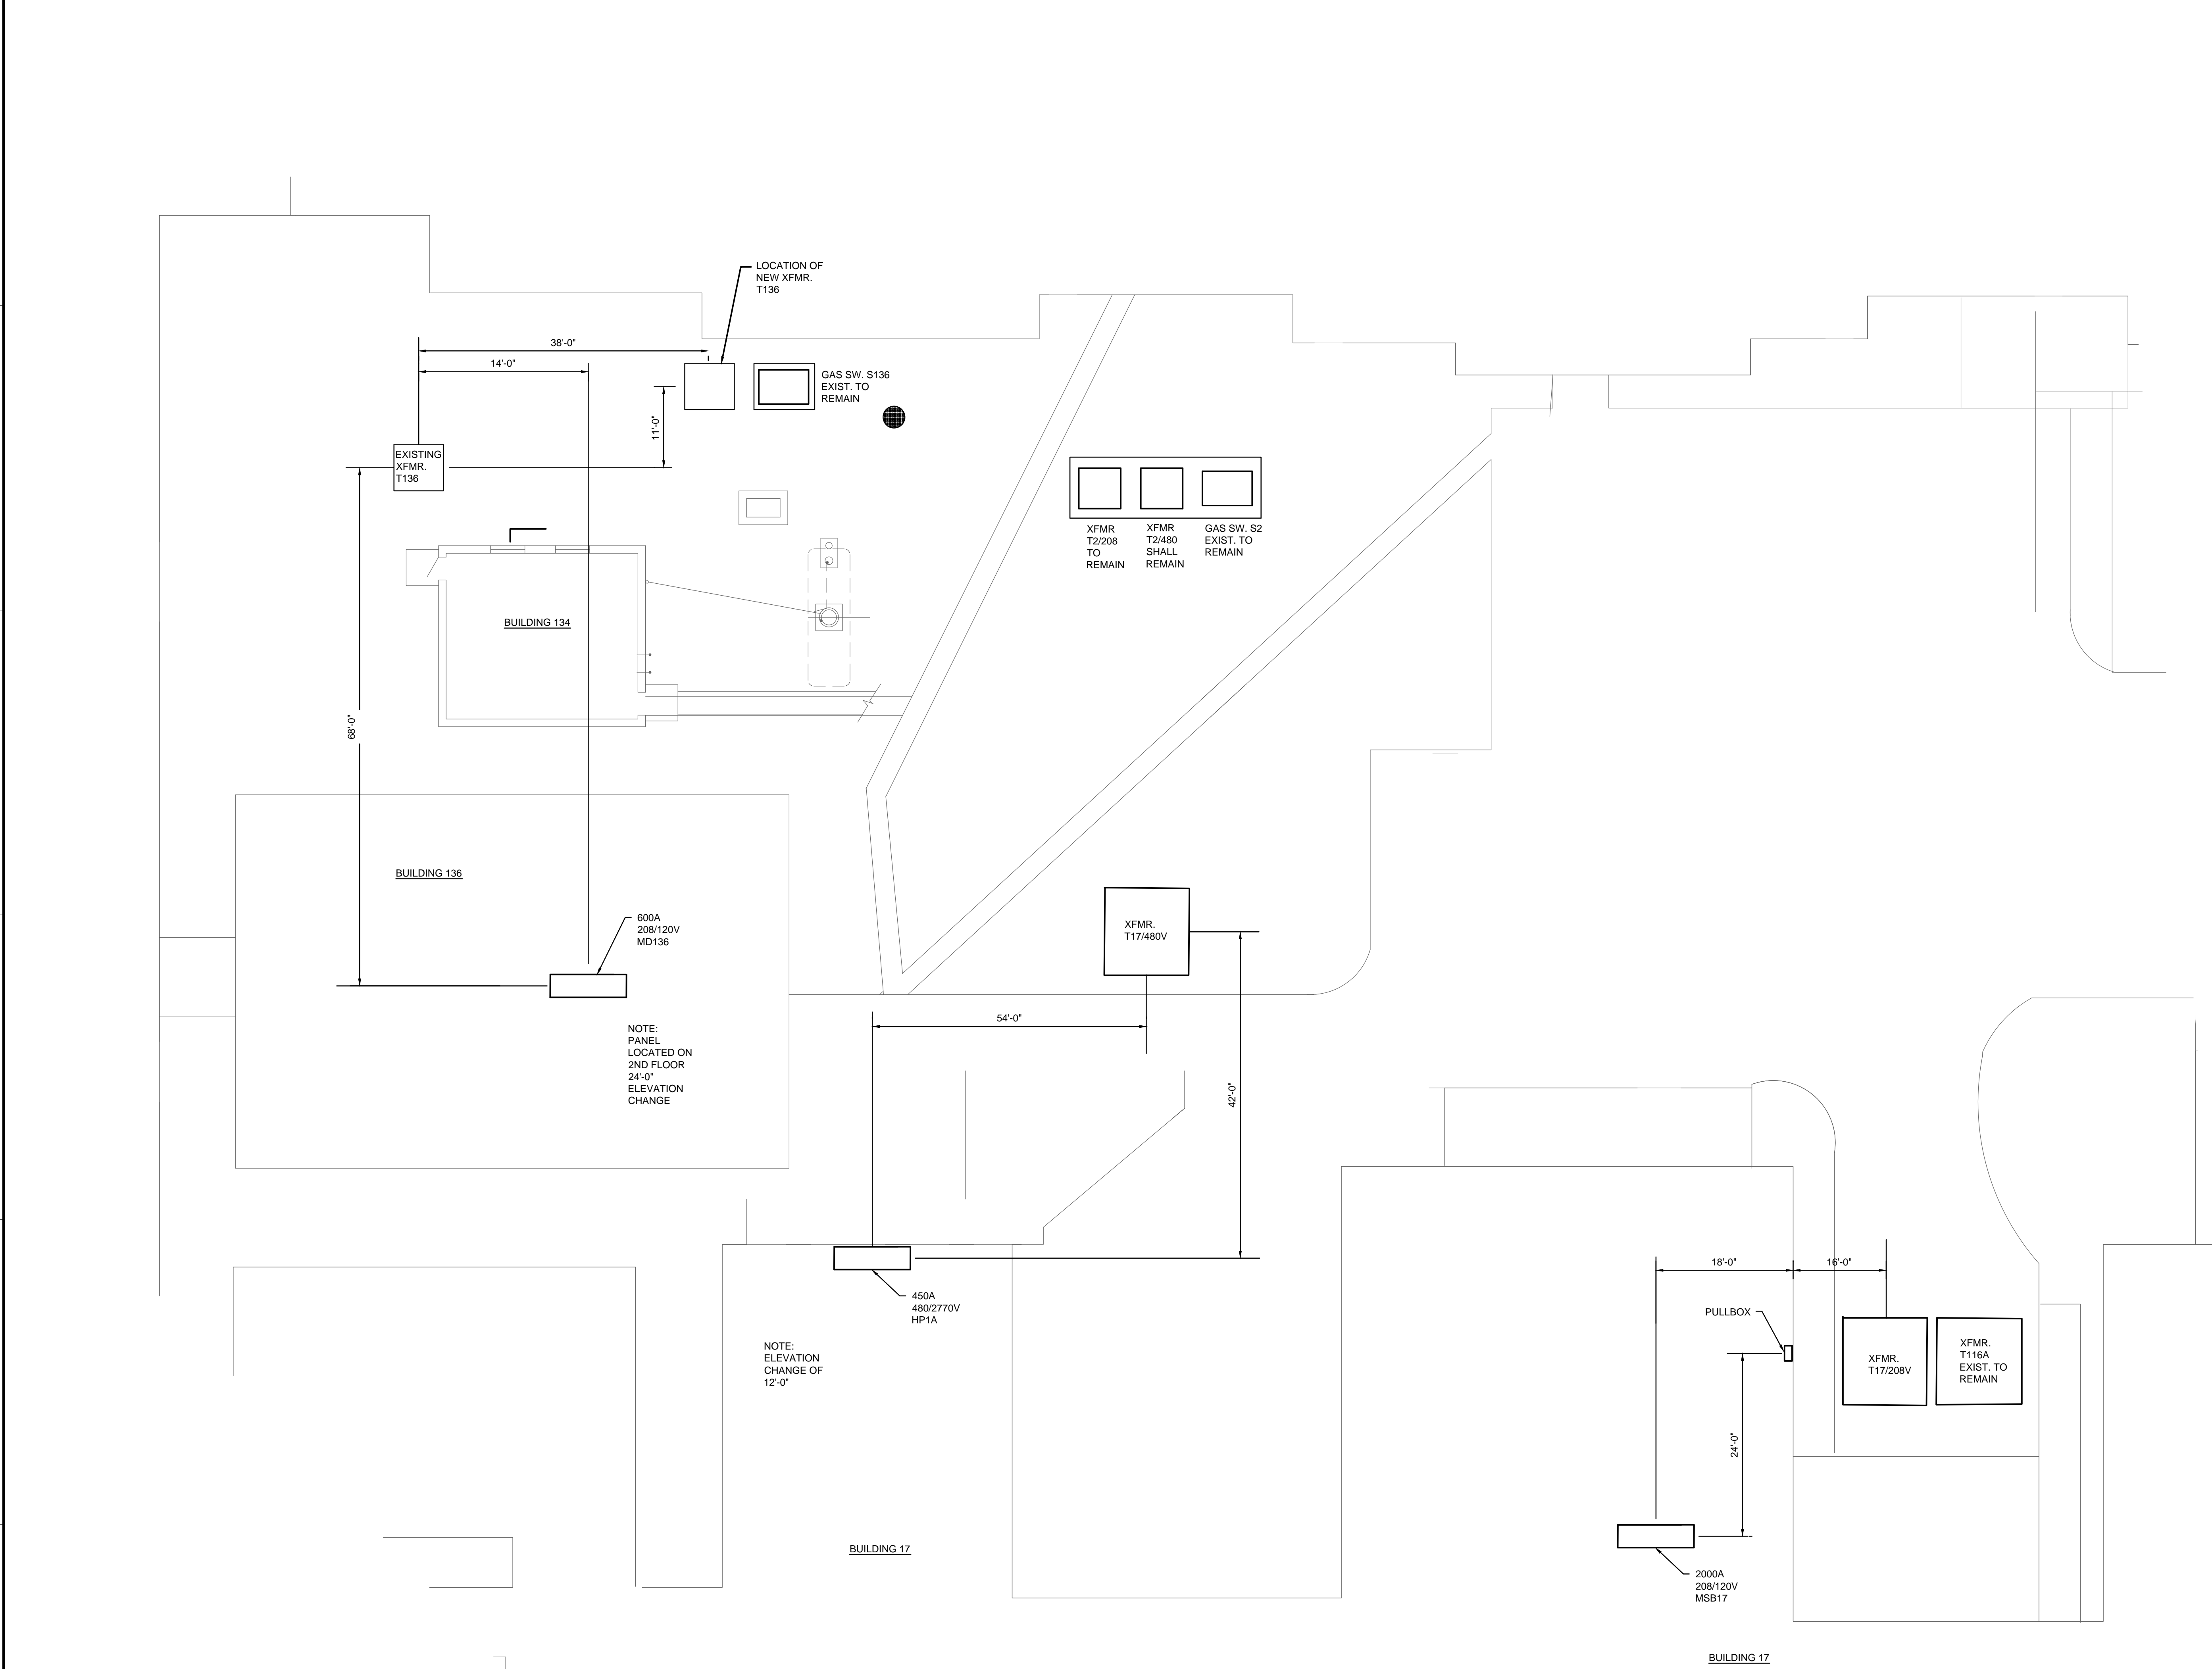 LOCATION OF
NEW XFMR.
T136
38'-0"
14'-0"
GAS SW. S136
EXIST. TO
REMAIN
11'-0"
EXISTING
XFMR.
T136
XFMR
T2/208
TO
REMAIN
XFMR
T2/480
SHALL
REMAIN
GAS SW. S2
EXIST. TO
REMAIN
BUILDING 134
68'-0"
BUILDING 136
600A
208/120V
MD136
XFMR.
T17/480V
54'-0"
NOTE:
PANEL
LOCATED ON
2ND FLOOR
24'-0"
ELEVATION
CHANGE
42'-0"
18'-0"
16'-0"
450A
480/2770V
HP1A
PULLBOX
NOTE:
ELEVATION
CHANGE OF
12'-0"
XFMR.
T17/208V
XFMR.
T116A
EXIST. TO
REMAIN
24'-0"
BUILDING 17
2000A
208/120V
MSB17
BUILDING 17